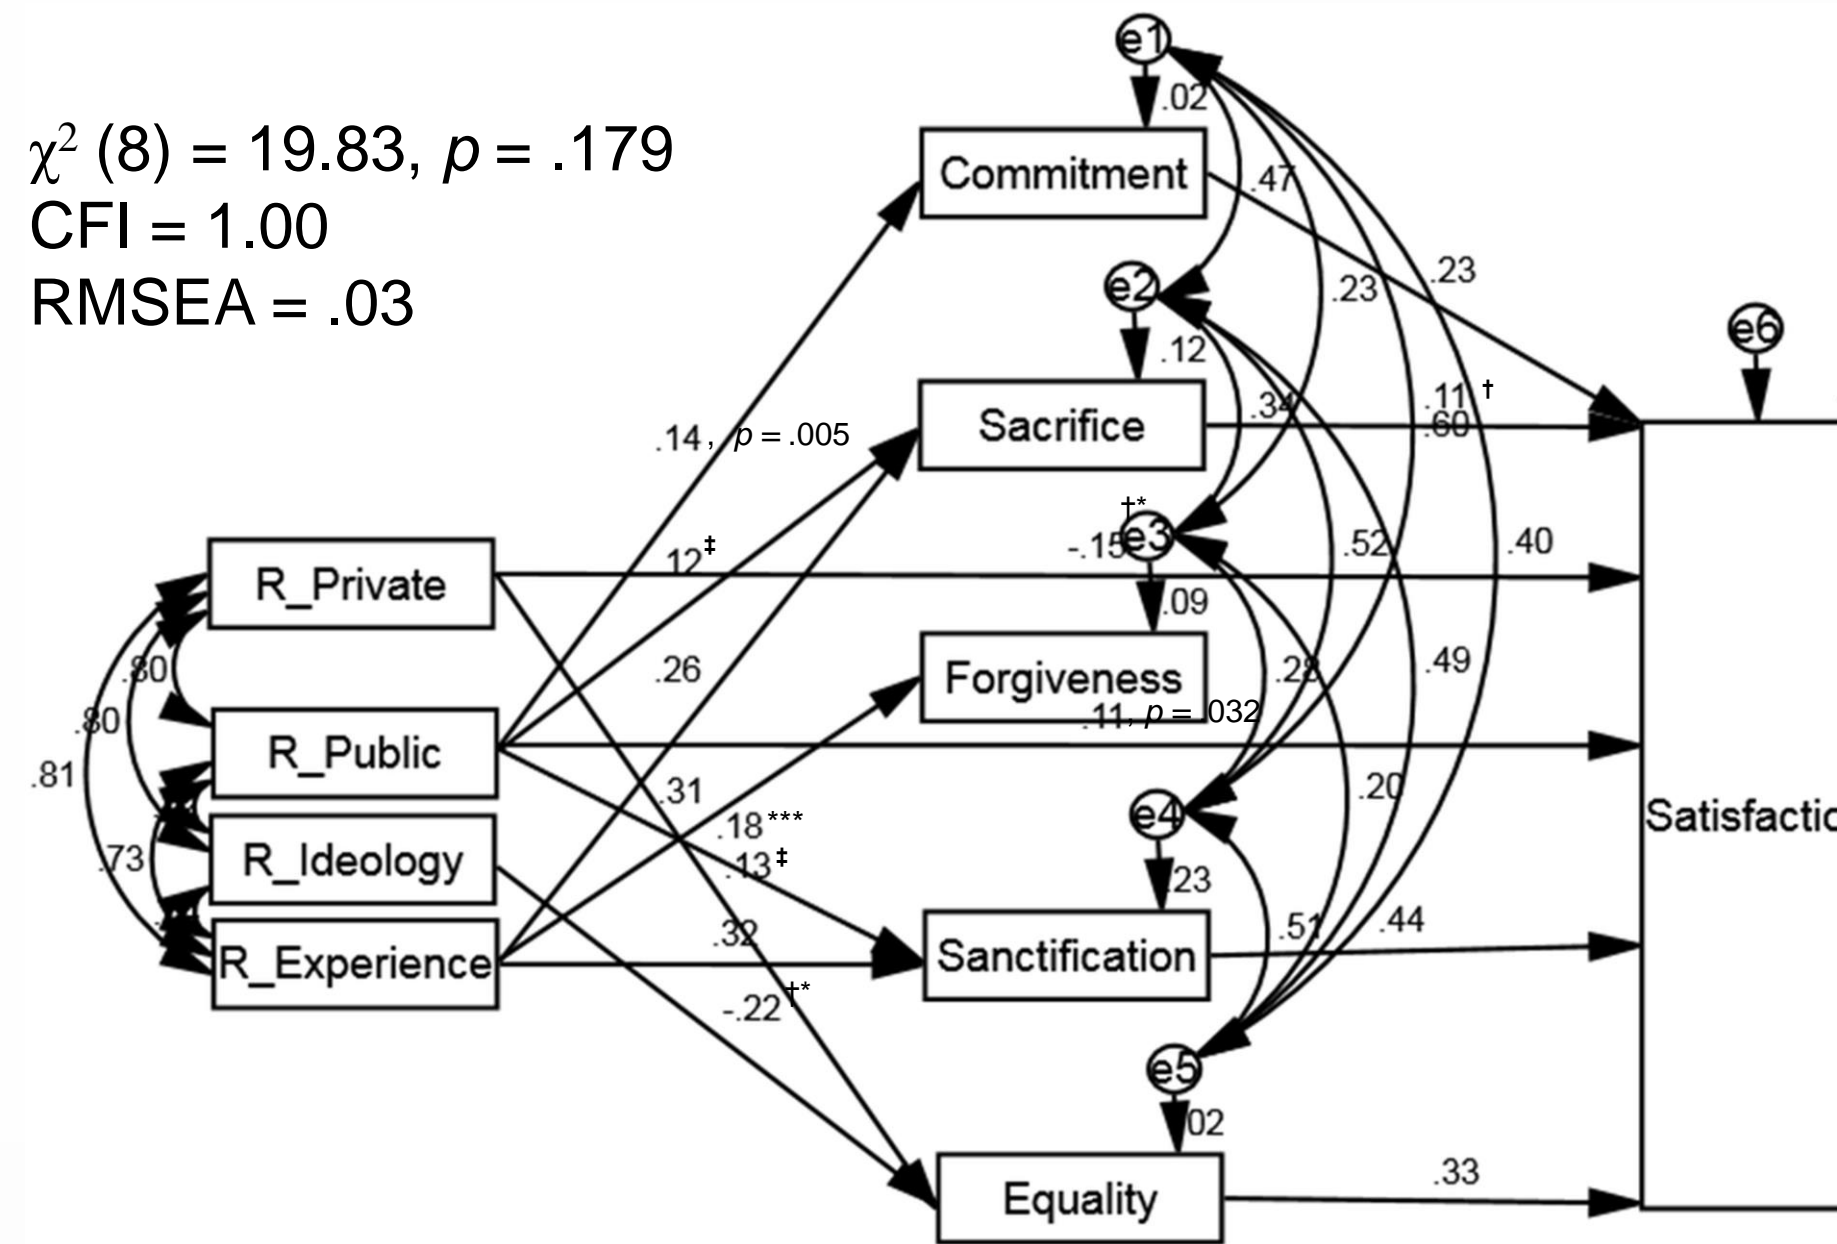 χ² (8) = 19.83, p = .179
CFI = 1.00
RMSEA = .03
e1
.02
Commitment
.47
.23
.23
e2
e6
.12
.11 †
.34
.60
Sacrifice
.14, p = .005
†*
-.15
e3
.12‡
.52
.40
R_Private
.09
.80
.26
Forgiveness
.28
.49
.80
.11, p = .032
R_Public
.81
.31
.20
.18***
e4
Satisfactio
.73
R_Ideology
.13‡
.23
.32
.51
.44
R_Experience
Sanctification
-.22†*
e5
.02
.33
Equality